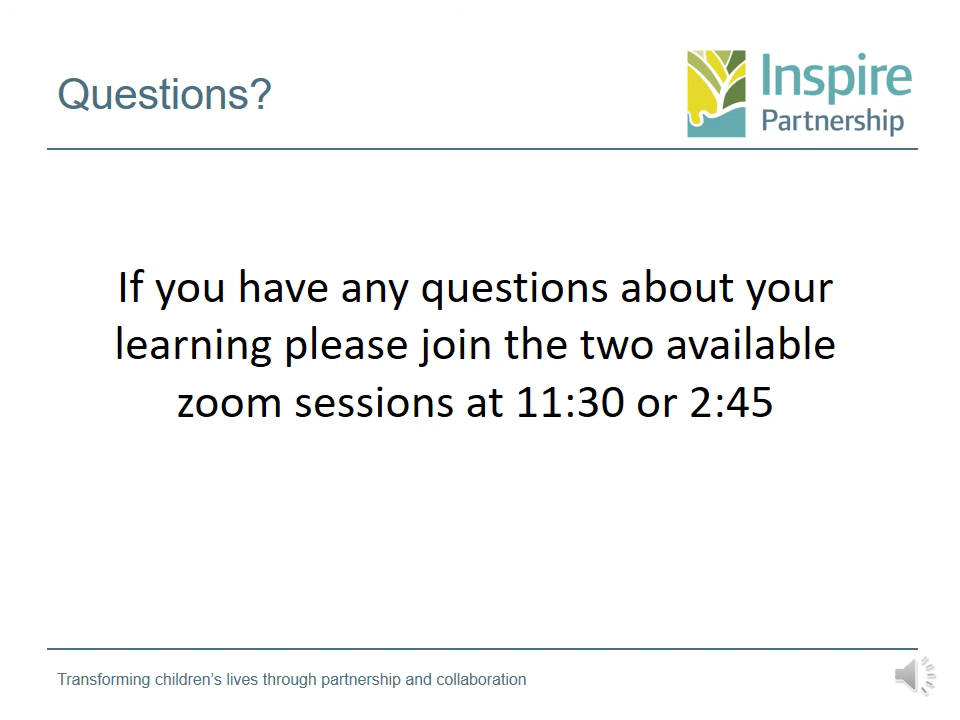 Questions?
Inspire
Partnership
If you have any questions about your
learning please join the two available
zoom sessions at 11:30 or 2:45
Transforming children’s lives through partnership and collaboration